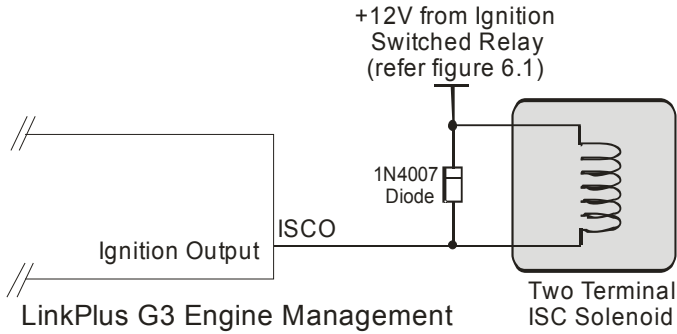 +12V from Ignition
Switched Relay
(refer figure 6.1)
1N4007
Diode
ISCO
Ignition Output
Two Terminal
ISC Solenoid
LinkPlus G3 Engine Management